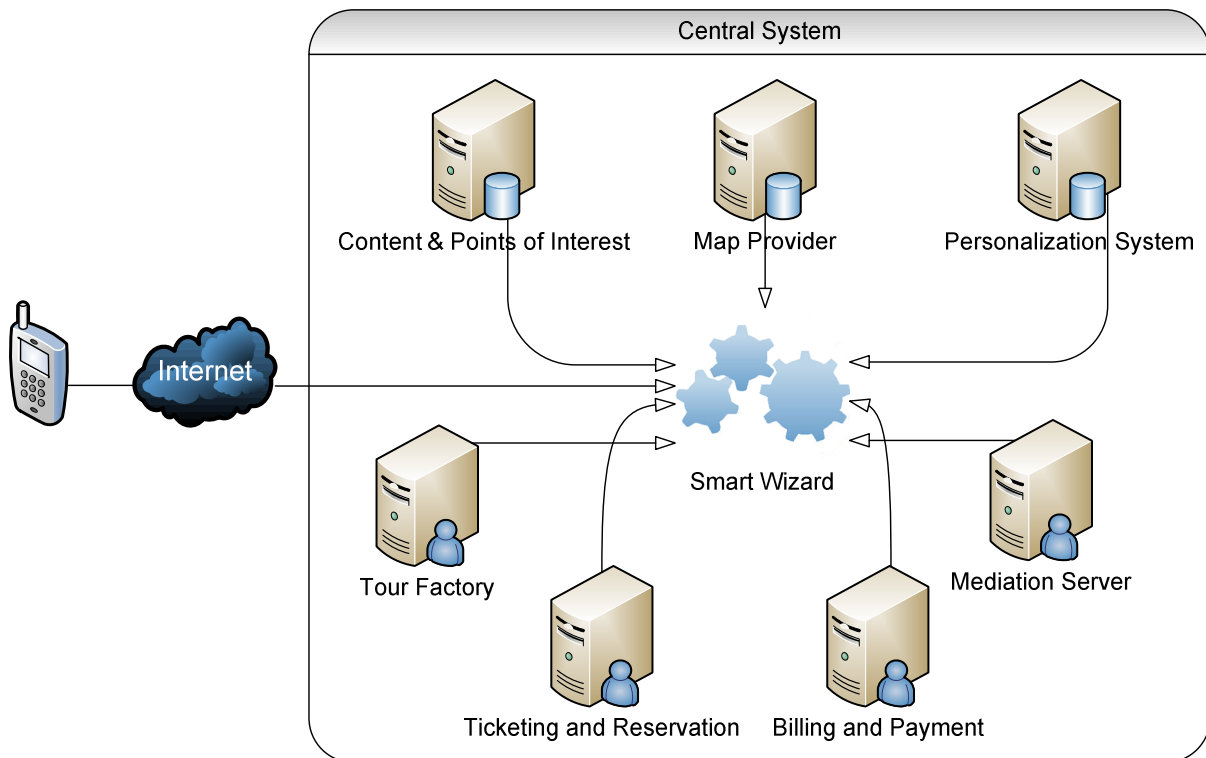 Central System
Content & Points of Interest
Map Provider
Personalization System
Internet
Smart Wizard
Tour Factory
Mediation Server
Ticketing and Reservation
Billing and Payment